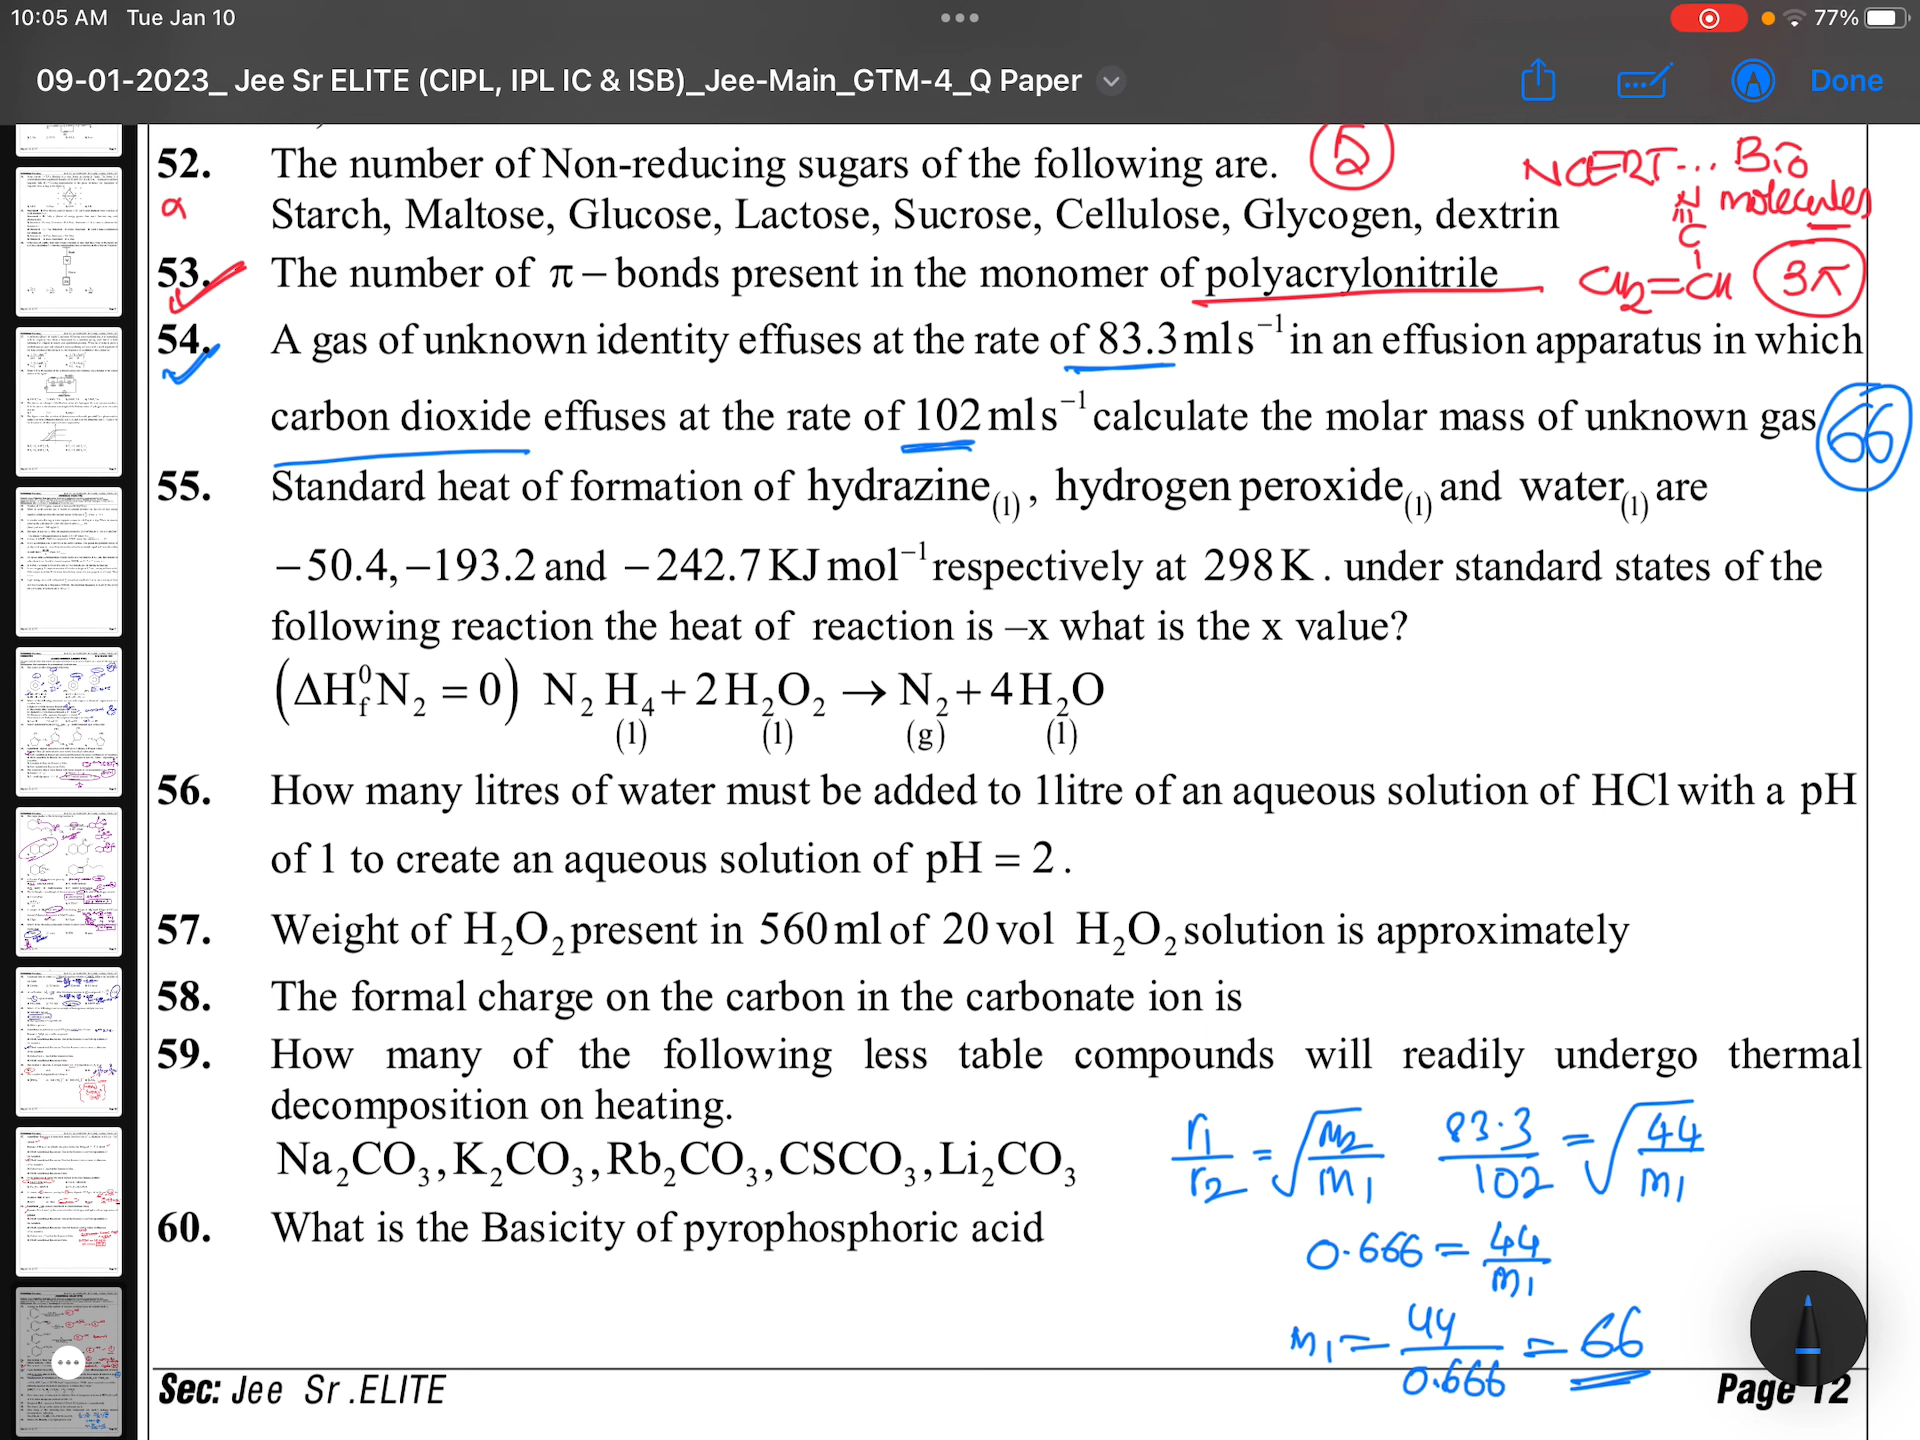 10:05 AM Tue Jan 10
77%
09-01-2023_ Jee Sr ELITE (CIPL, IPL IC & ISB)_Jee-Main_GTM-4_Q Paper
Done
52. The number of Non-reducing sugars of the following are. 5 NCERT... Bio molecules
Starch, Maltose, Glucose, Lactose, Sucrose, Cellulose, Glycogen, dextrin
N≡C
53. The number of π – bonds present in the monomer of polyacrylonitrile CH₂=CH 3π
54. A gas of unknown identity effuses at the rate of 83.3 ml s⁻¹ in an effusion apparatus in which
carbon dioxide effuses at the rate of 102 ml s⁻¹ calculate the molar mass of unknown gas 66
55. Standard heat of formation of hydrazine₍l₎, hydrogen peroxide₍l₎ and water₍l₎ are
−50.4, −193.2 and −242.7 KJ mol⁻¹ respectively at 298 K. under standard states of the
following reaction the heat of reaction is –x what is the x value?
(ΔH⁰f N₂ = 0) N₂H₄ + 2H₂O₂ → N₂ + 4H₂O
(l) (l) (g) (l)
56. How many litres of water must be added to 1litre of an aqueous solution of HCl with a pH
of 1 to create an aqueous solution of pH = 2.
57. Weight of H₂O₂ present in 560 ml of 20 vol H₂O₂ solution is approximately
58. The formal charge on the carbon in the carbonate ion is
59. How many of the following less table compounds will readily undergo thermal
decomposition on heating.
Na₂CO₃, K₂CO₃, Rb₂CO₃, CSCO₃, Li₂CO₃
r₁/r₂ = √(M₂/M₁) 83.3/102 = √(44/M₁)
60. What is the Basicity of pyrophosphoric acid
0.666 = 44/M₁
M₁ = 44/0.666 = 66
Sec: Jee Sr.ELITE
Page 12